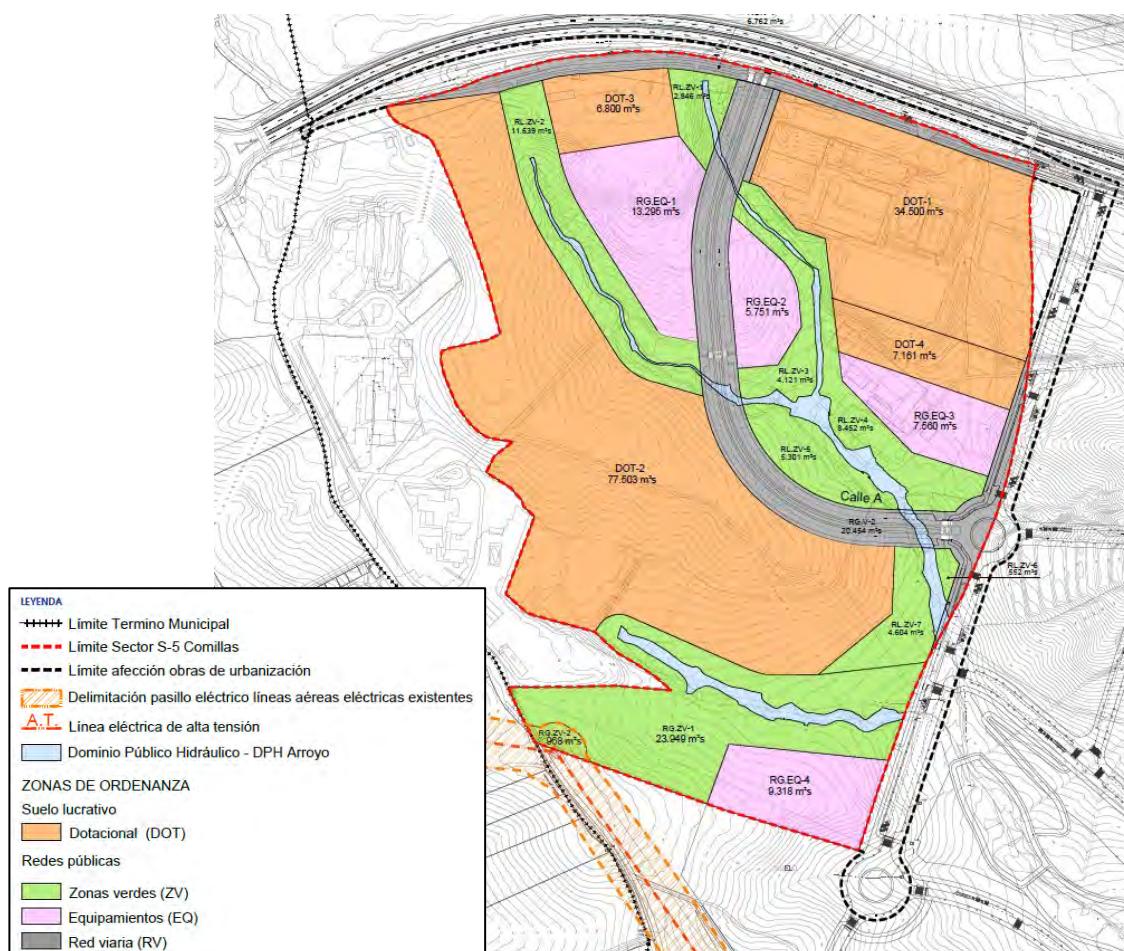 6.762 m²s
DOT-3
6.800 m²s
RL.ZV-1
2.846 m²s
RL.ZV-2
11.639 m²s
RG.EQ-1
13.295 m²s
DOT-1
34.500 m²s
RG.EQ-2
5.751 m²s
DOT-4
7.161 m²s
RL.ZV-3
4.121 m²s
RG.EQ-3
7.560 m²s
RL.ZV-4
8.452 m²s
RL.ZV-5
5.301 m²s
DOT-2
77.503 m²s
Calle A
RG.V-2
20.454 m²s
RL.ZV-6
552 m²s
RL.ZV-7
4.604 m²s
RG.ZV-1
23.949 m²s
RG.ZV-2
968 m²s
RG.EQ-4
9.318 m²s
LEYENDA
Límite Termino Municipal
Límite Sector S-5 Comillas
Límite afección obras de urbanización
Delimitación pasillo eléctrico líneas aéreas eléctricas existentes
A.T. Línea eléctrica de alta tensión
Dominio Público Hidráulico - DPH Arroyo
ZONAS DE ORDENANZA
Suelo lucrativo
Dotacional (DOT)
Redes públicas
Zonas verdes (ZV)
Equipamientos (EQ)
Red viaria (RV)